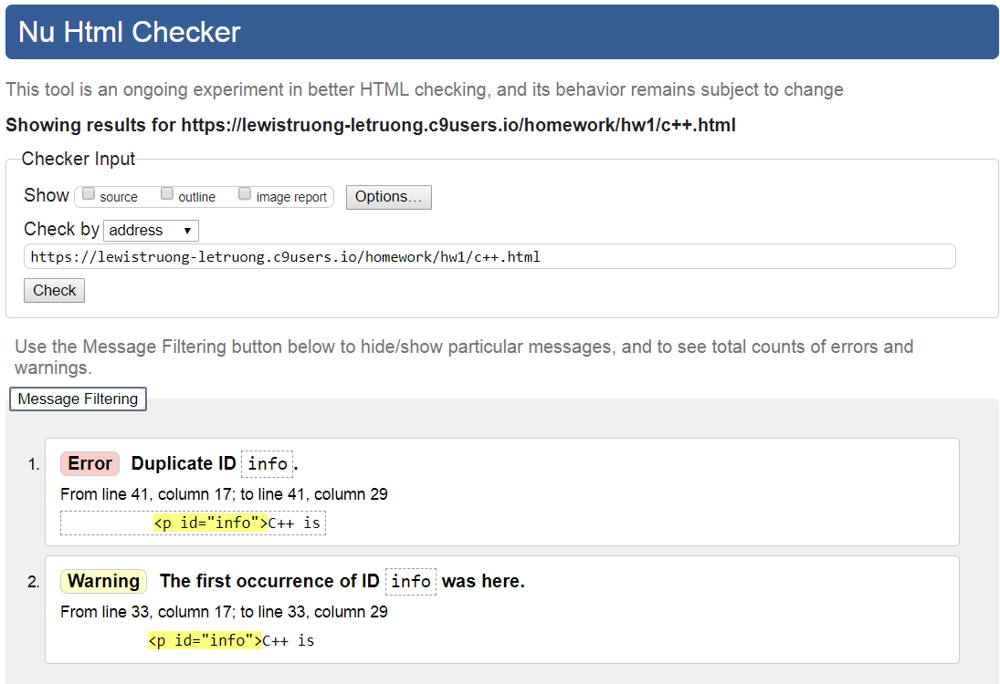 Nu Html Checker
This tool is an ongoing experiment in better HTML checking, and its behavior remains subject to change
Showing results for https://lewistruong-letruong.c9users.io/homework/hw1/c++.html
Checker Input
Show source outline image report Options...
Check by address
https://lewistruong-letruong.c9users.io/homework/hw1/c++.html
Check
Use the Message Filtering button below to hide/show particular messages, and to see total counts of errors and
warnings.
Message Filtering
1. Error Duplicate ID info.
From line 41, column 17; to line 41, column 29
<p id="info">C++ is
2. Warning The first occurrence of ID info was here.
From line 33, column 17; to line 33, column 29
<p id="info">C++ is